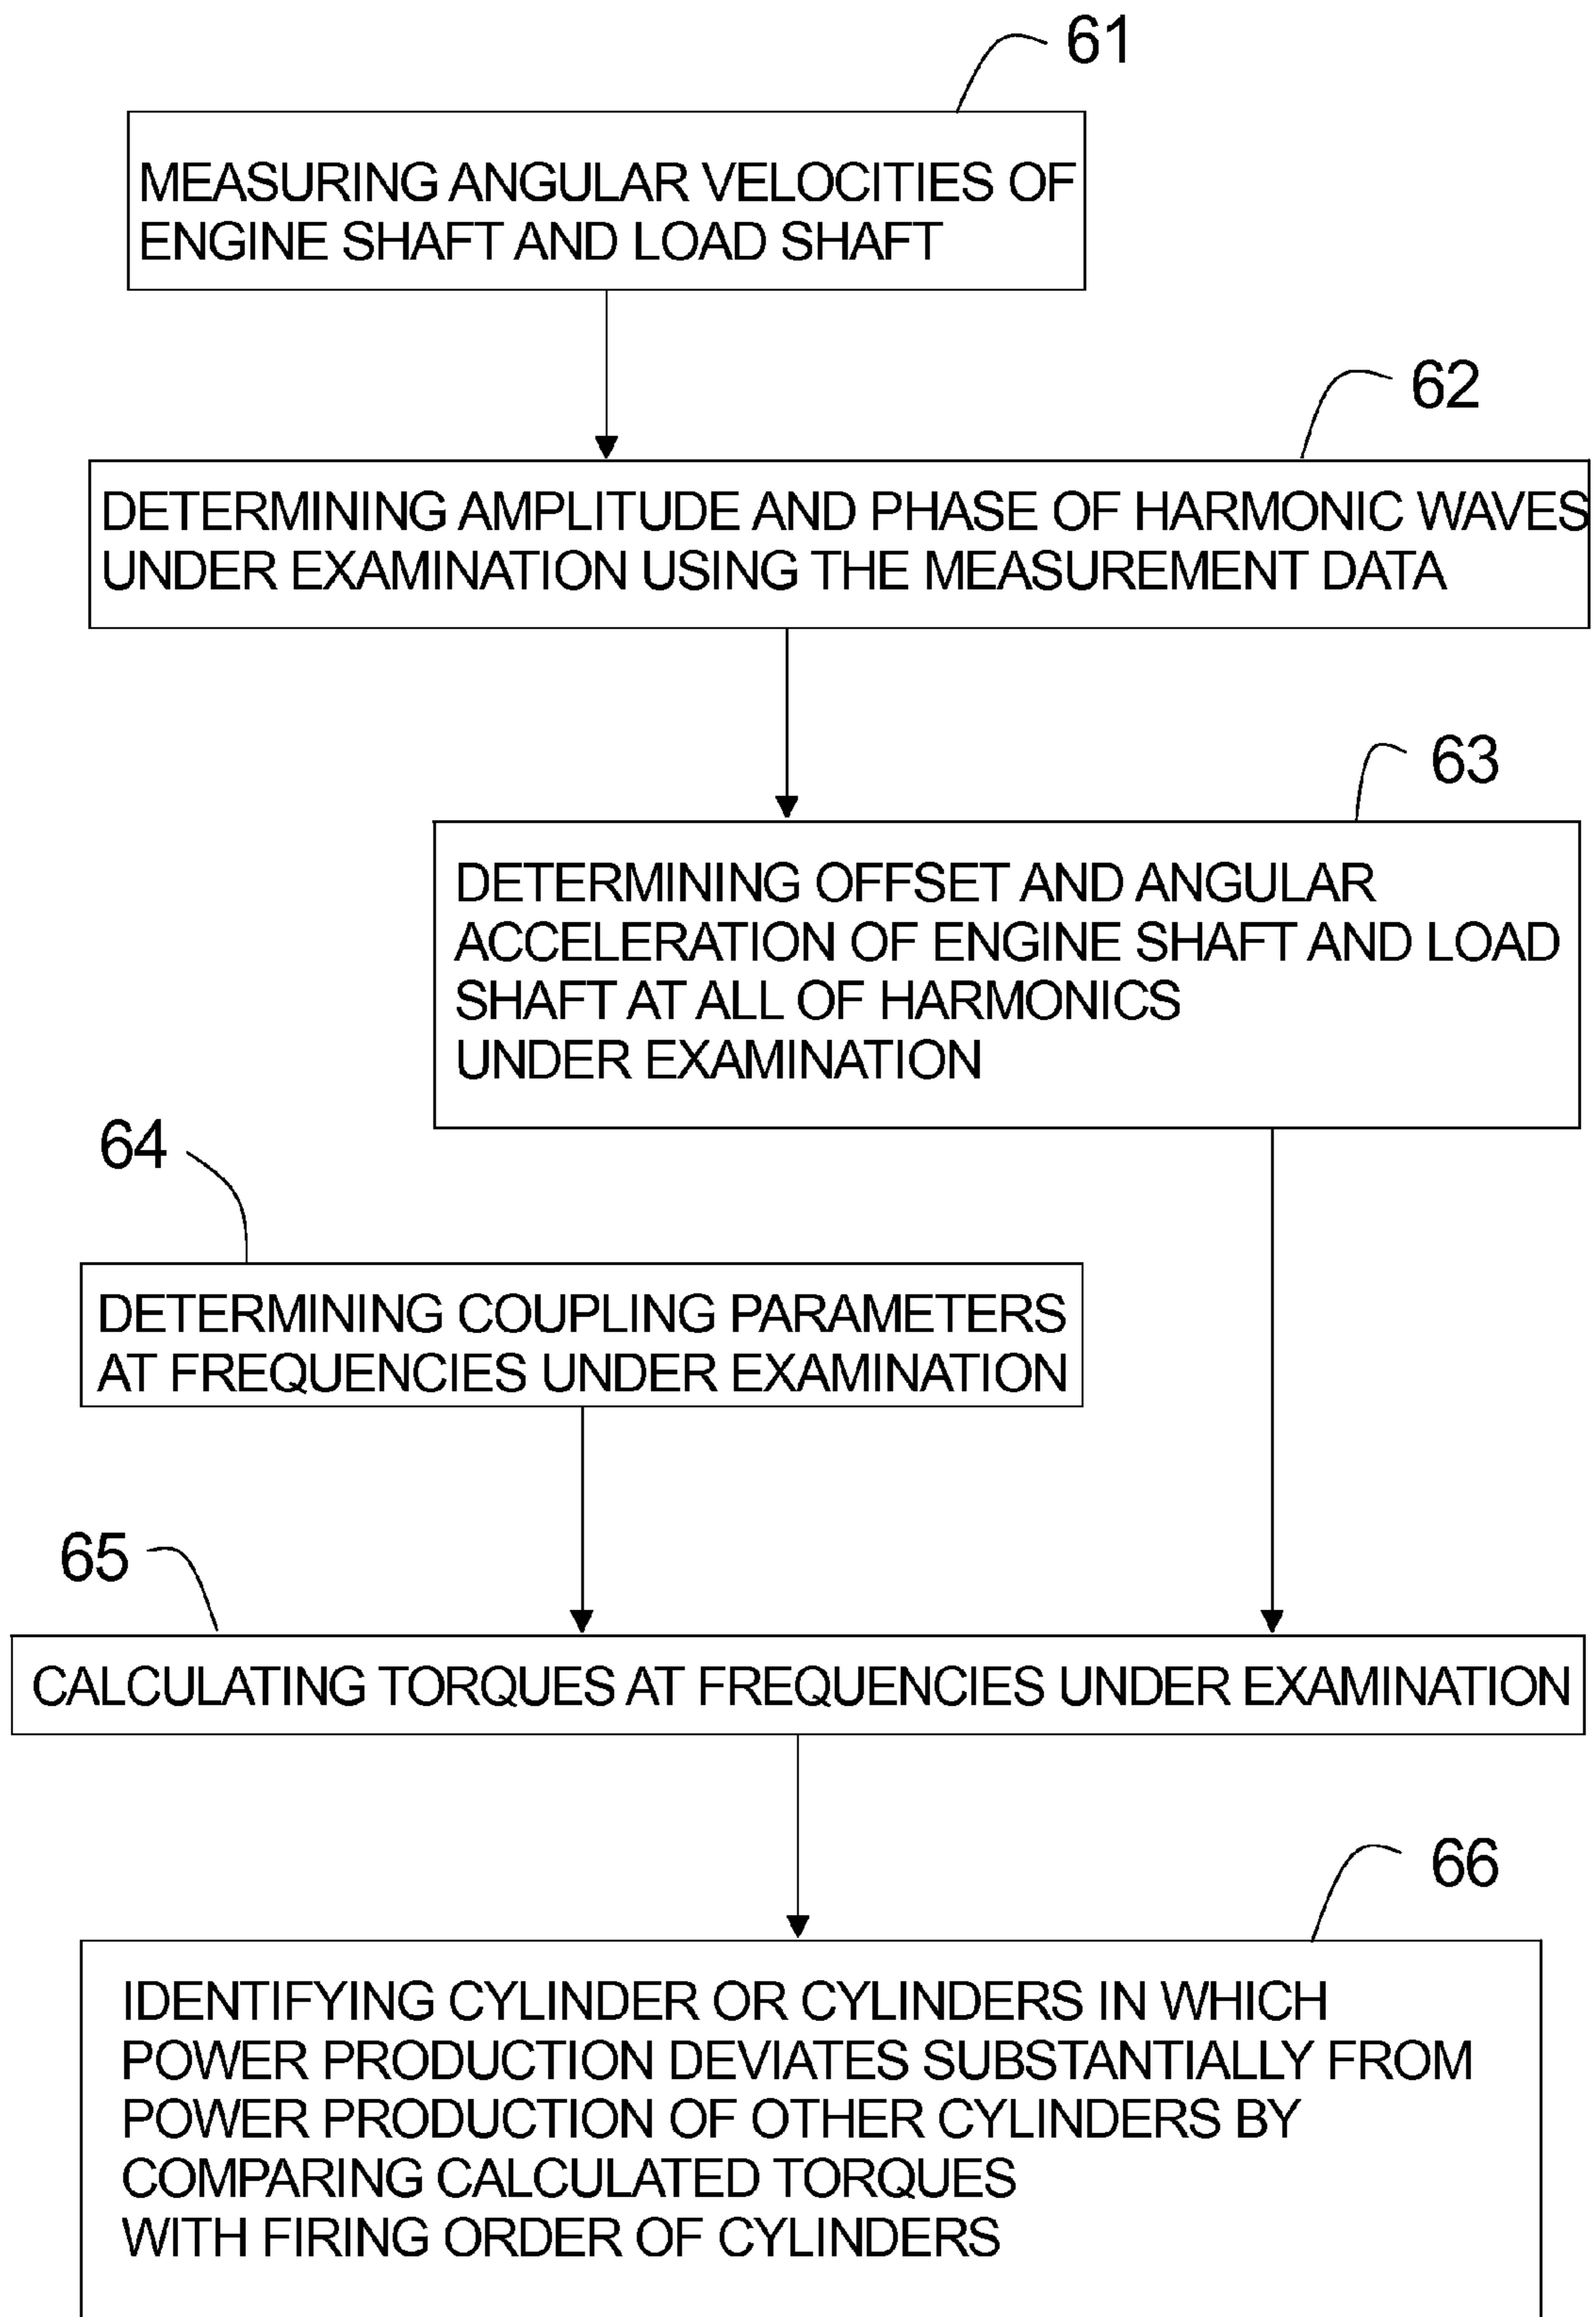 61
MEASURING ANGULAR VELOCITIES OF
ENGINE SHAFT AND LOAD SHAFT
62
DETERMINING AMPLITUDE AND PHASE OF HARMONIC WAVES
UNDER EXAMINATION USING THE MEASUREMENT DATA
63
DETERMINING OFFSET AND ANGULAR
ACCELERATION OF ENGINE SHAFT AND LOAD
SHAFT AT ALL OF HARMONICS
UNDER EXAMINATION
64
DETERMINING COUPLING PARAMETERS
AT FREQUENCIES UNDER EXAMINATION
65
CALCULATING TORQUES AT FREQUENCIES UNDER EXAMINATION
66
IDENTIFYING CYLINDER OR CYLINDERS IN WHICH
POWER PRODUCTION DEVIATES SUBSTANTIALLY FROM
POWER PRODUCTION OF OTHER CYLINDERS BY
COMPARING CALCULATED TORQUES
WITH FIRING ORDER OF CYLINDERS